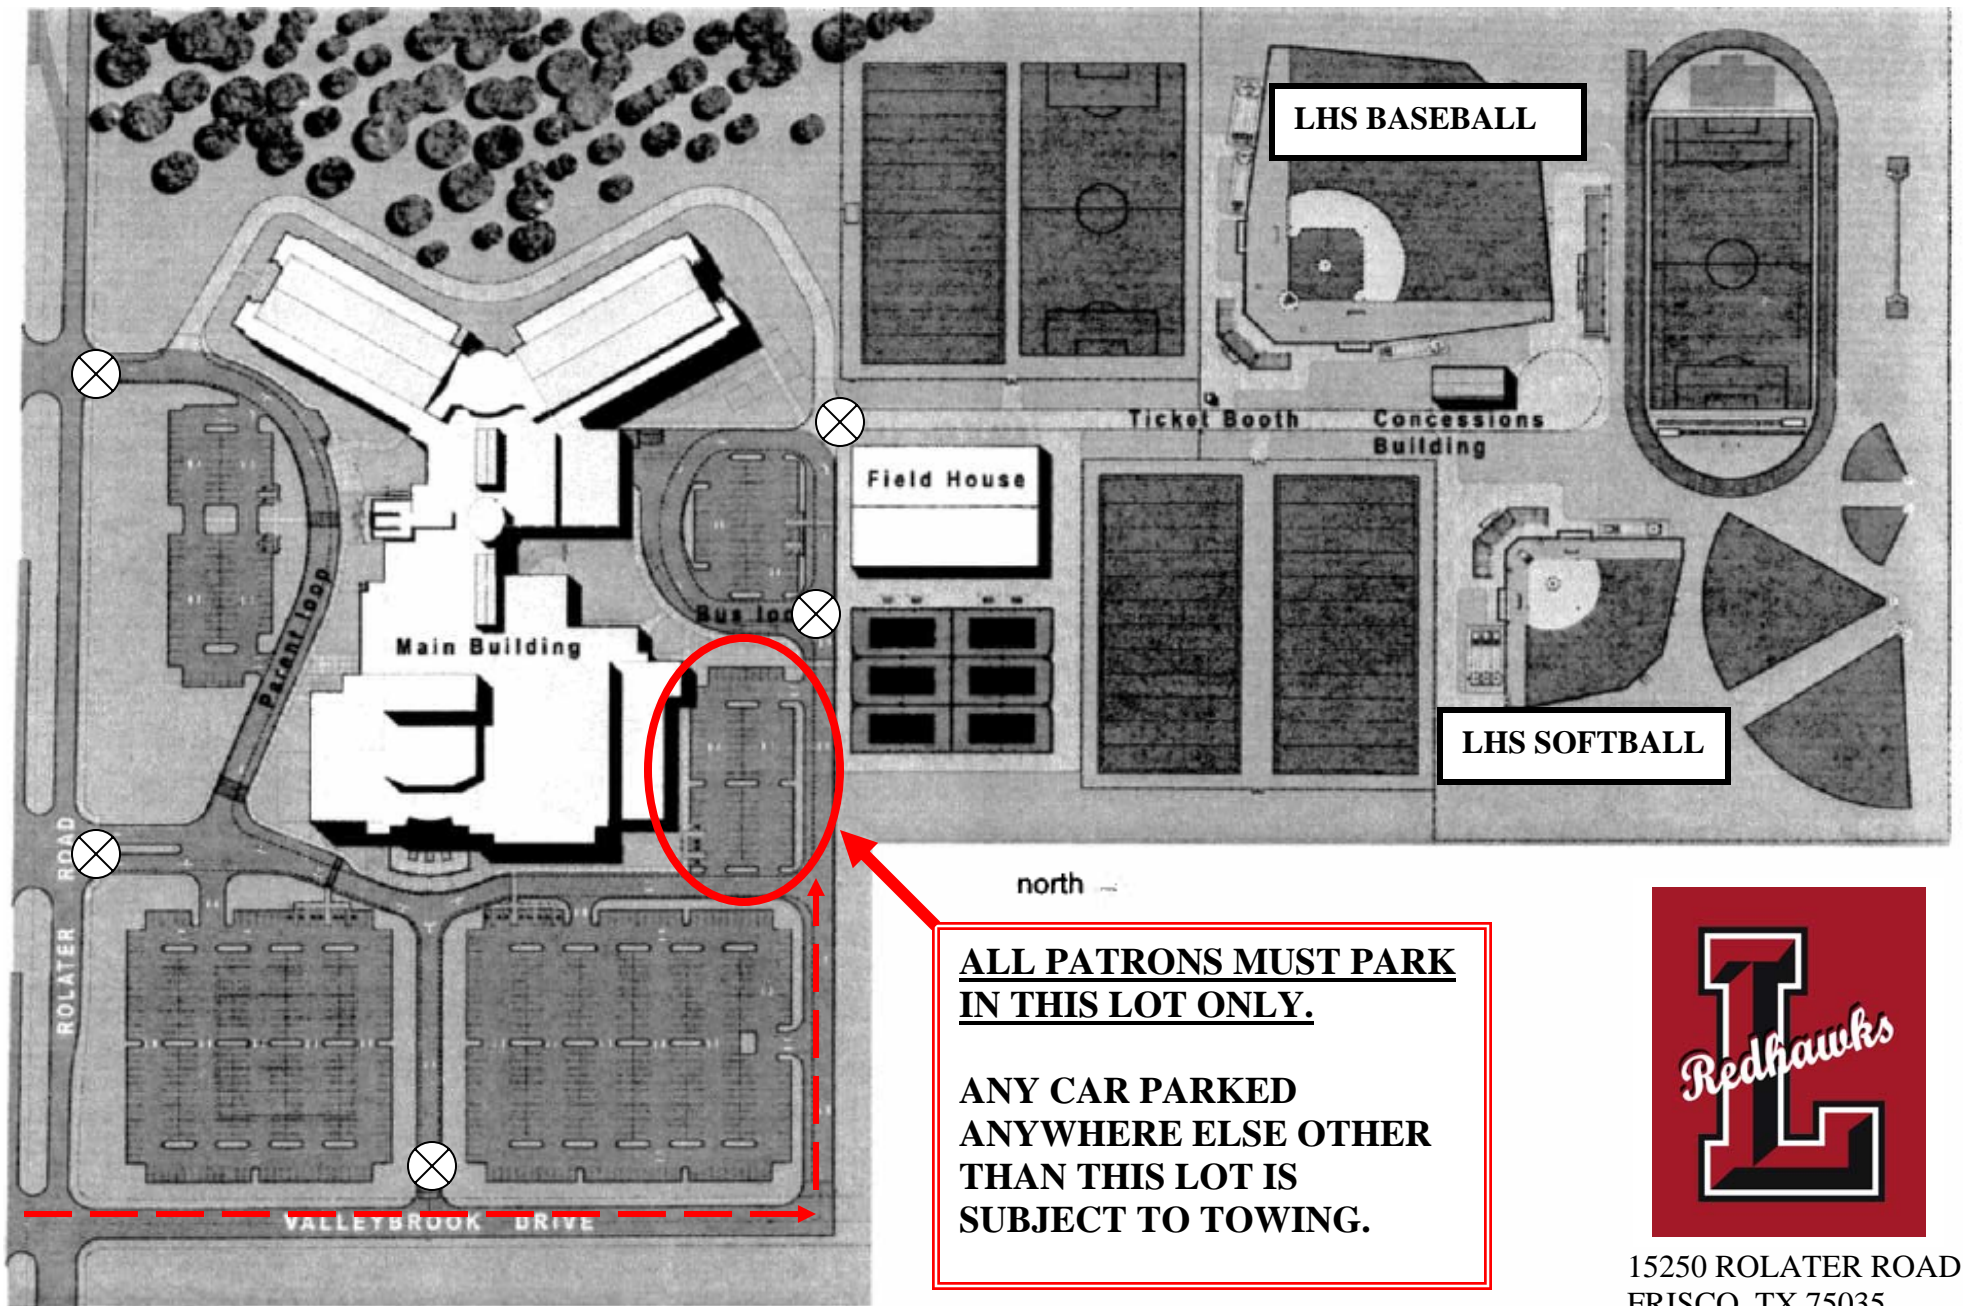 LHS BASEBALL
Ticket Booth
Concessions
Building
Field House
Parent loop
Bus loo
Main Building
LHS SOFTBALL
ROLATER ROAD
north
ALL PATRONS MUST PARK
IN THIS LOT ONLY.
ANY CAR PARKED
ANYWHERE ELSE OTHER
THAN THIS LOT IS
SUBJECT TO TOWING.
VALLEYBROOK DRIVE
L
Redhawks
15250 ROLATER ROAD
FRISCO, TX 75035